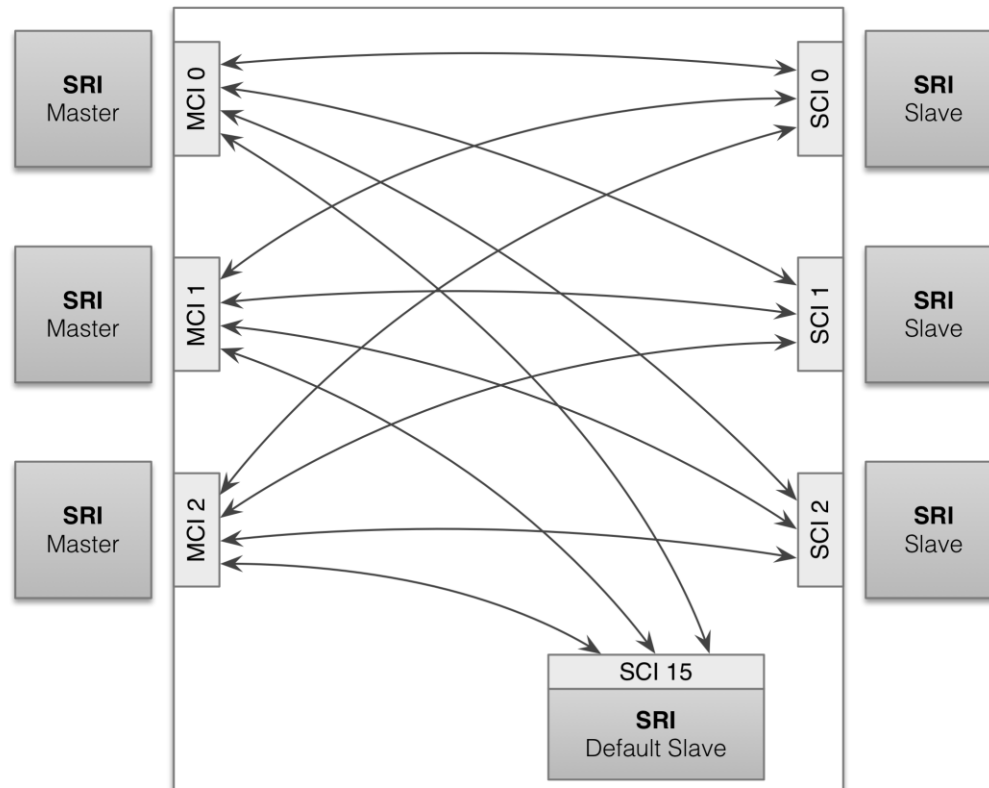 SRI
Master
MCI 0
SCI 0
SRI
Slave
SRI
Master
MCI 1
SCI 1
SRI
Slave
SRI
Master
MCI 2
SCI 2
SRI
Slave
SCI 15
SRI
Default Slave